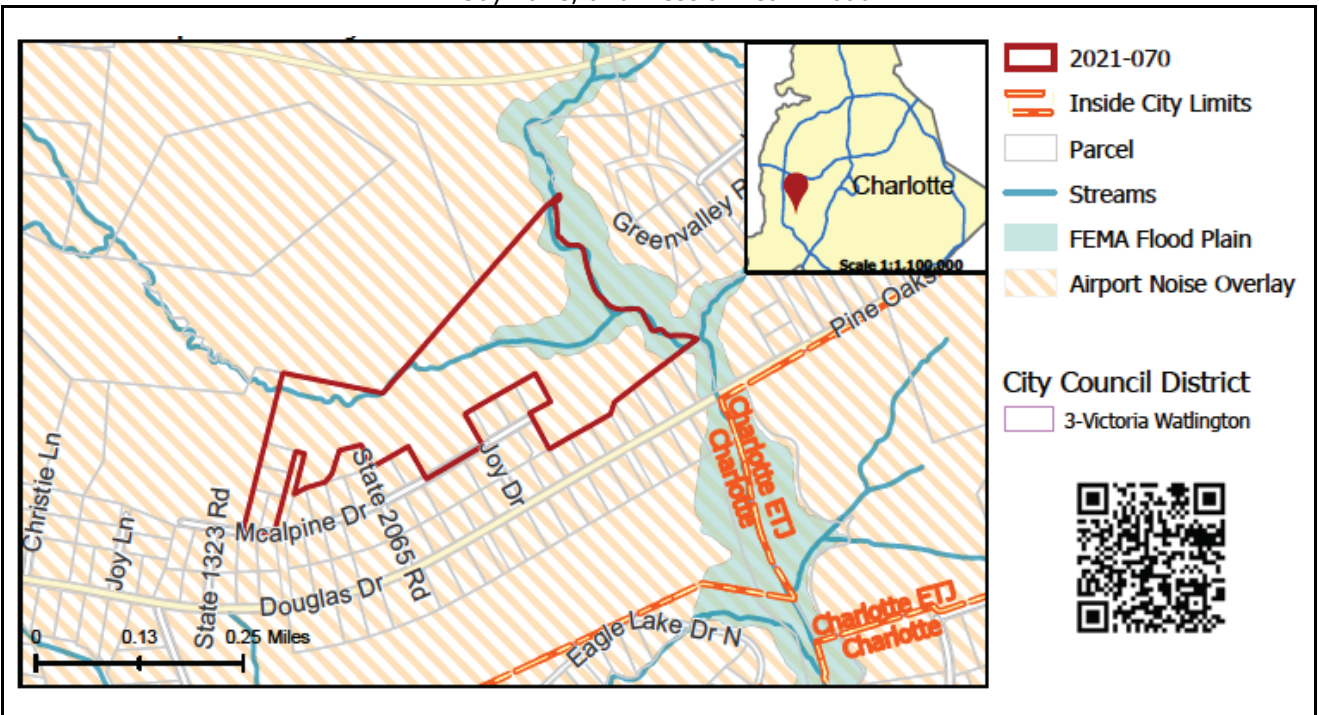 2021-070
Inside City Limits
Parcel
Streams
FEMA Flood Plain
Airport Noise Overlay
City Council District
3-Victoria Watlington
Charlotte
Scale 1:1,100,000
Greenvalley R
Pine Oaks
Charlotte ETJ
Charlotte
Christie Ln
Joy Ln
State 1323 Rd
Mcalpine Dr
State 2065 Rd
Joy Dr
Douglas Dr
Eagle Lake Dr N
Charlotte ETJ
Charlotte
0 0.13 0.25 Miles